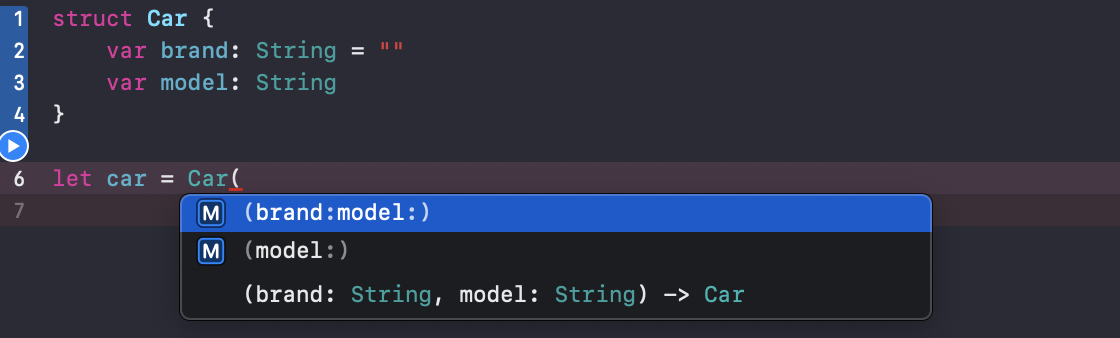 1 struct Car {
2     var brand: String = ""
3     var model: String
4 }
6 let car = Car(
7
M (brand:model:)
M (model:)
(brand: String, model: String) -> Car